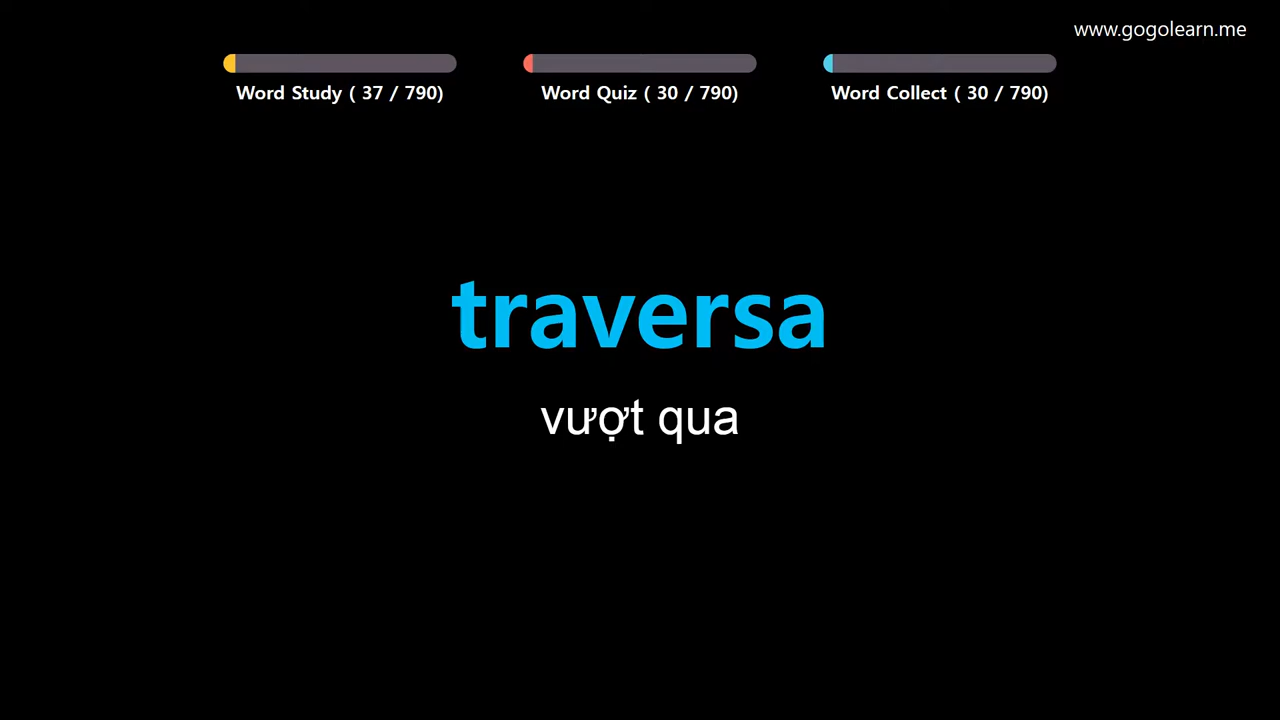 www.gogolearn.me
Word Study ( 37 / 790)
Word Quiz ( 30 / 790)
Word Collect ( 30 / 790)
traversa
vượt qua